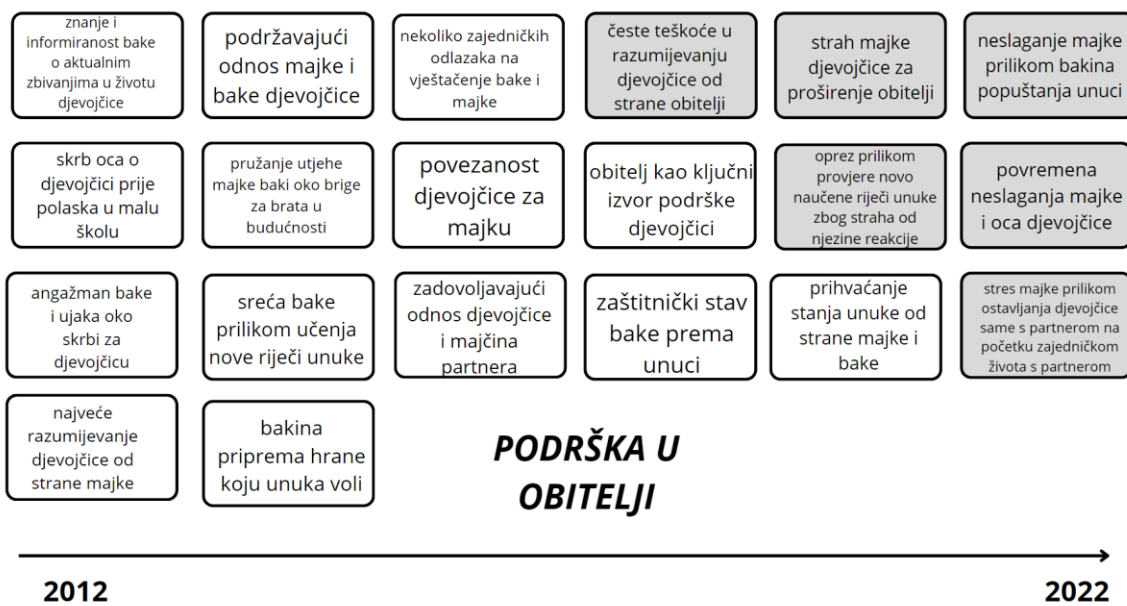 znanje i
informiranost bake
o aktualnim
zbivanjima u životu
djevojčice
podržavajući
odnos majke i
bake djevojčice
nekoliko zajedničkih
odlazaka na
vještačenje bake i
majke
česte teškoće u
razumijevanju
djevojčice od
strane obitelji
strah majke
djevojčice za
proširenje obitelji
neslaganje majke
prilikom bakina
popuštanja unuci
skrb oca o
djevojčici prije
polaska u malu
školu
pružanje utjehe
majke baki oko brige
za brata u
budućnosti
povezanost
djevojčice za
majku
obitelj kao ključni
izvor podrške
djevojčici
oprez prilikom
provjere novo
naučene riječi unuke
zbog straha od
njezine reakcije
povremena
neslaganja majke
i oca djevojčice
angažman bake
i ujaka oko
skrbi za
djevojčicu
sreća bake
prilikom učenja
nove riječi unuke
zadovoljavajući
odnos djevojčice
i majčina
partnera
zaštitnički stav
bake prema
unuci
prihvaćanje
stanja unuke od
strane majke i
bake
stres majke prilikom
ostavljanja djevojčice
same s partnerom na
početku zajedničkom
života s partnerom
najveće
razumijevanje
djevojčice od
strane majke
bakina
priprema hrane
koju unuka voli
PODRŠKA U
OBITELJI
2012
2022